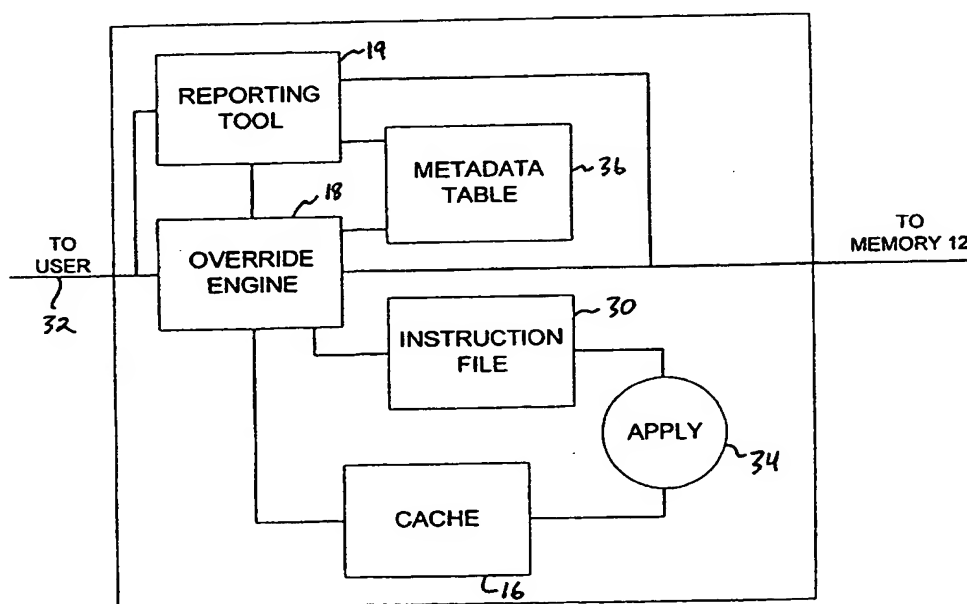 19
REPORTING
TOOL
METADATA
TABLE
36
18
TO
USER
32
OVERRIDE
ENGINE
TO
MEMORY 12
30
INSTRUCTION
FILE
APPLY
34
CACHE
16